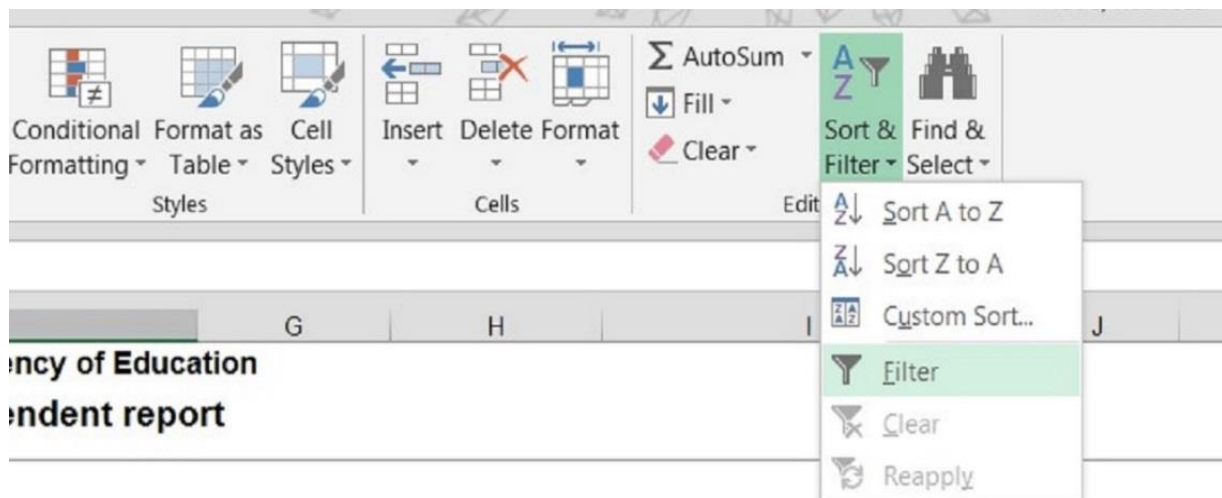 AutoSum
Fill
Clear
Conditional Formatting
Format as Table
Cell Styles
Insert
Delete
Format
Sort & Filter
Find & Select
Styles
Cells
Edit
Sort A to Z
Sort Z to A
Custom Sort...
Filter
Clear
Reapply
G H I J
ency of Education
endent report